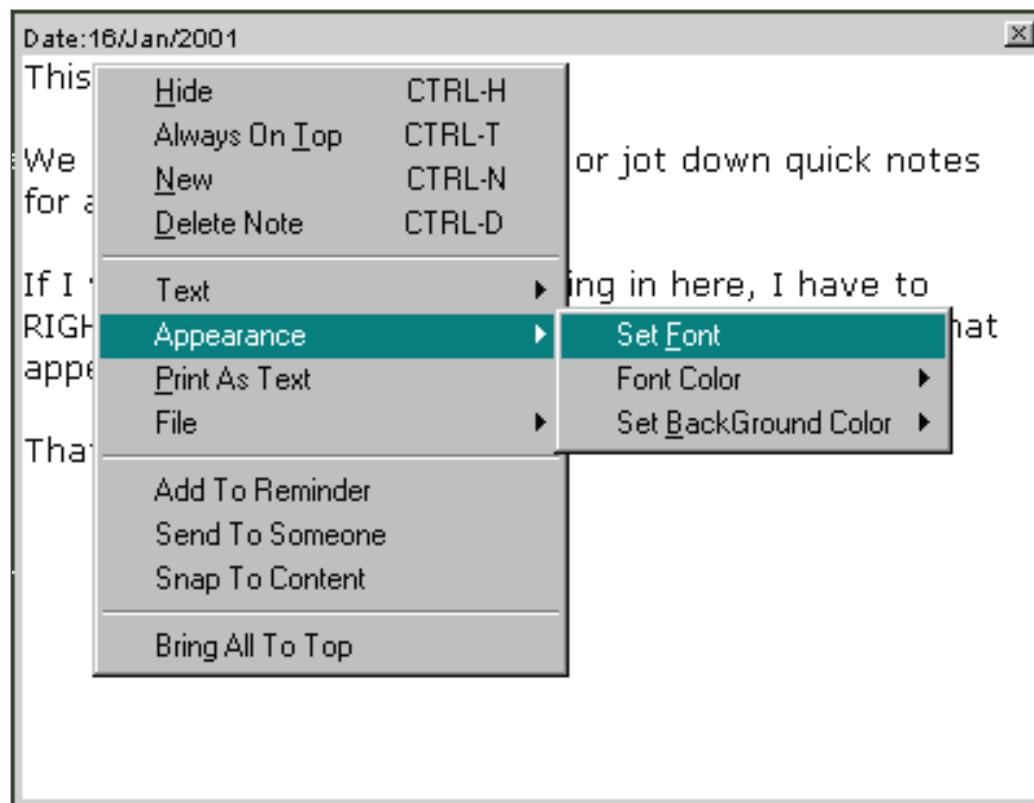 Date:16/Jan/2001
This
We or jot down quick notes
for
If I ing in here, I have to
RIGH hat
appe
Tha
Hide CTRL-H
Always On Top CTRL-T
New CTRL-N
Delete Note CTRL-D
Text
Appearance
Print As Text
File
Add To Reminder
Send To Someone
Snap To Content
Bring All To Top
Set Font
Font Color
Set BackGround Color